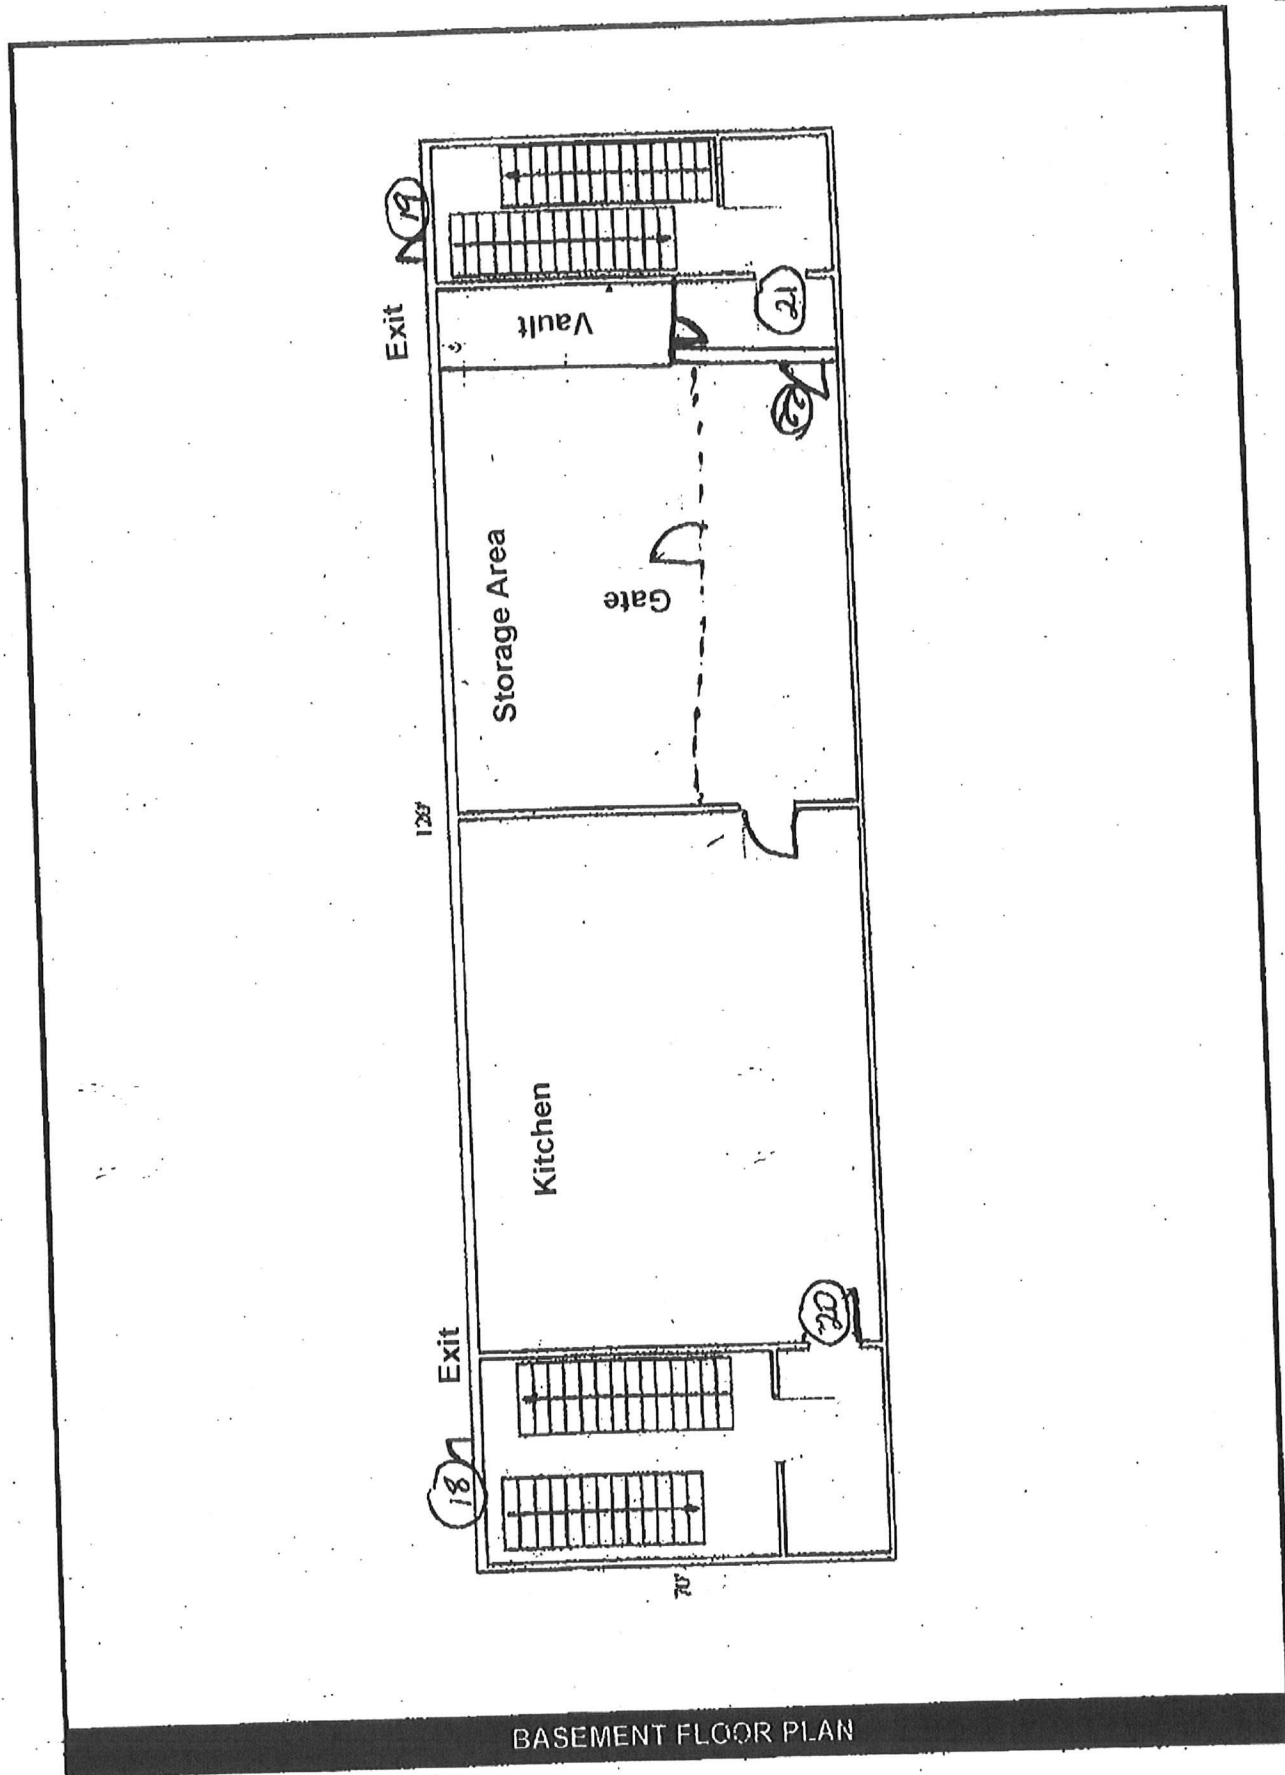 19
Exit
Vault
21
22
Storage Area
Gate
120'
Kitchen
20
Exit
18
70'
BASEMENT FLOOR PLAN